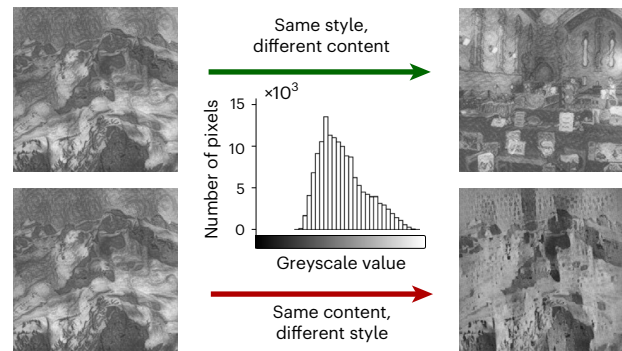 Same style,
different content
×10³
Number of pixels
15
10
5
0
Greyscale value
Same content,
different style